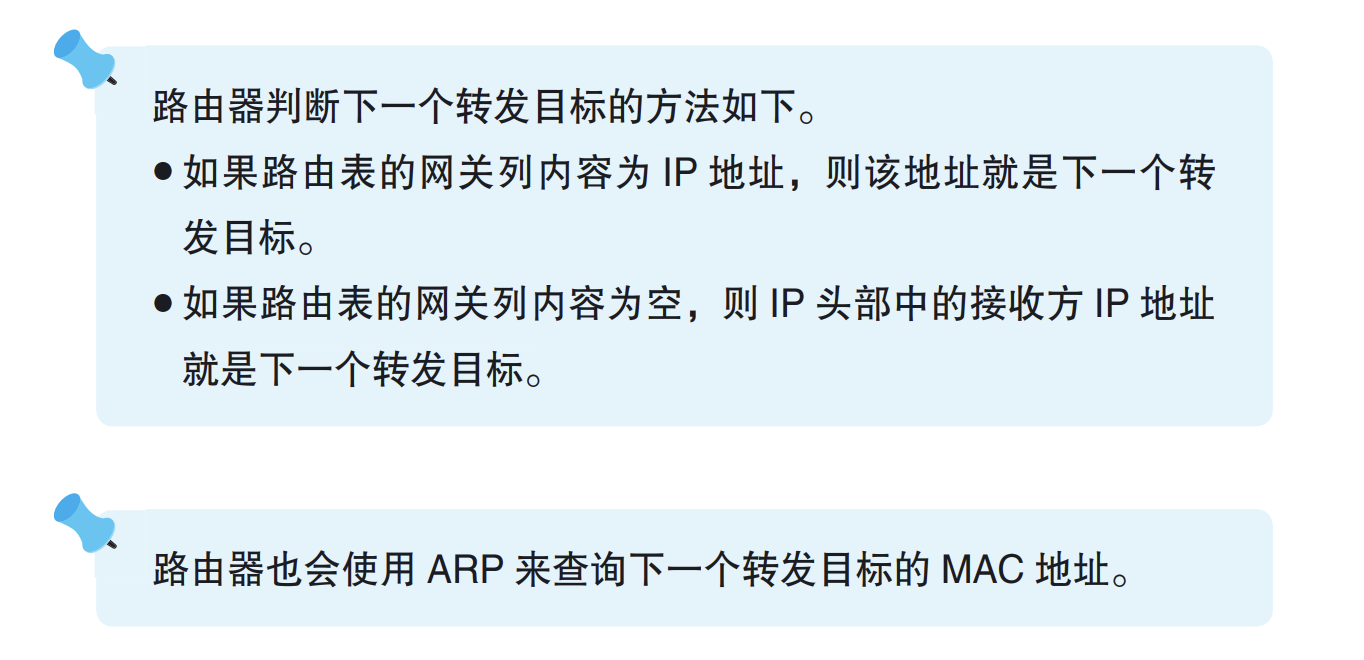 路由器判断下一个转发目标的方法如下。
●如果路由表的网关列内容为 IP 地址，则该地址就是下一个转
发目标。
●如果路由表的网关列内容为空，则 IP 头部中的接收方 IP 地址
就是下一个转发目标。
路由器也会使用 ARP 来查询下一个转发目标的 MAC 地址。